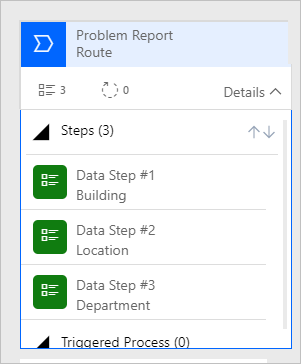 Problem Report
Route
3 0 Details
Steps (3)
Data Step #1
Building
Data Step #2
Location
Data Step #3
Department
Triggered Process (0)